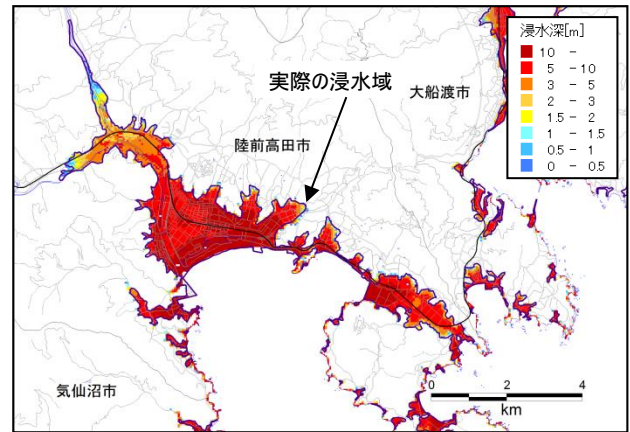 浸水深[m]
10 -
5 - 10
3 - 5
2 - 3
1.5 - 2
1 - 1.5
0.5 - 1
0 - 0.5
実際の浸水域
大船渡市
陸前高田市
気仙沼市
0 2 4
km